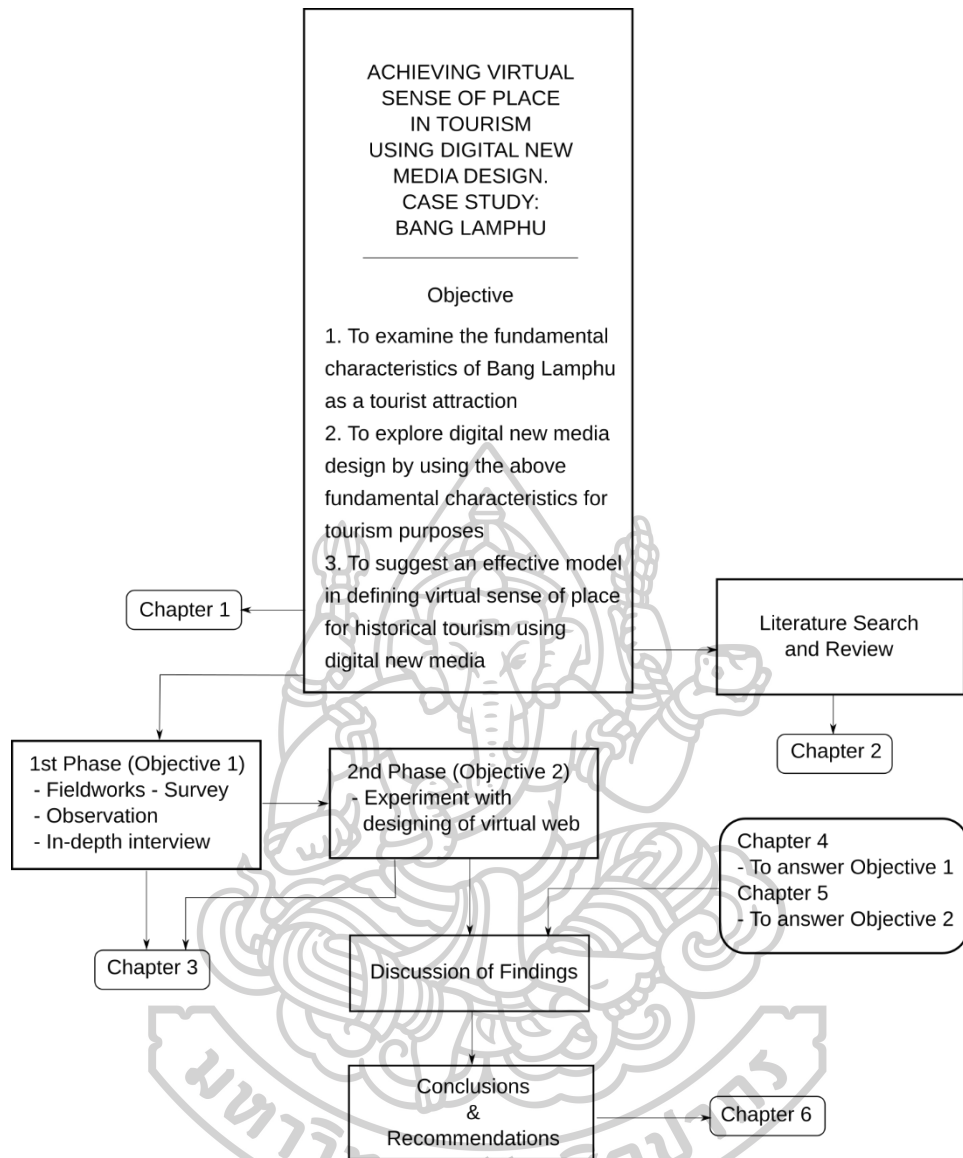 ACHIEVING VIRTUAL
SENSE OF PLACE
IN TOURISM
USING DIGITAL NEW
MEDIA DESIGN.
CASE STUDY:
BANG LAMPHU
Objective
1. To examine the fundamental
characteristics of Bang Lamphu
as a tourist attraction
2. To explore digital new media
design by using the above
fundamental characteristics for
tourism purposes
3. To suggest an effective model
in defining virtual sense of place
for historical tourism using
digital new media
Chapter 1
Literature Search
and Review
Chapter 2
1st Phase (Objective 1)
- Fieldworks - Survey
- Observation
- In-depth interview
2nd Phase (Objective 2)
- Experiment with
designing of virtual web
Chapter 4
- To answer Objective 1
Chapter 5
- To answer Objective 2
Chapter 3
Discussion of Findings
Conclusions
&
Recommendations
Chapter 6